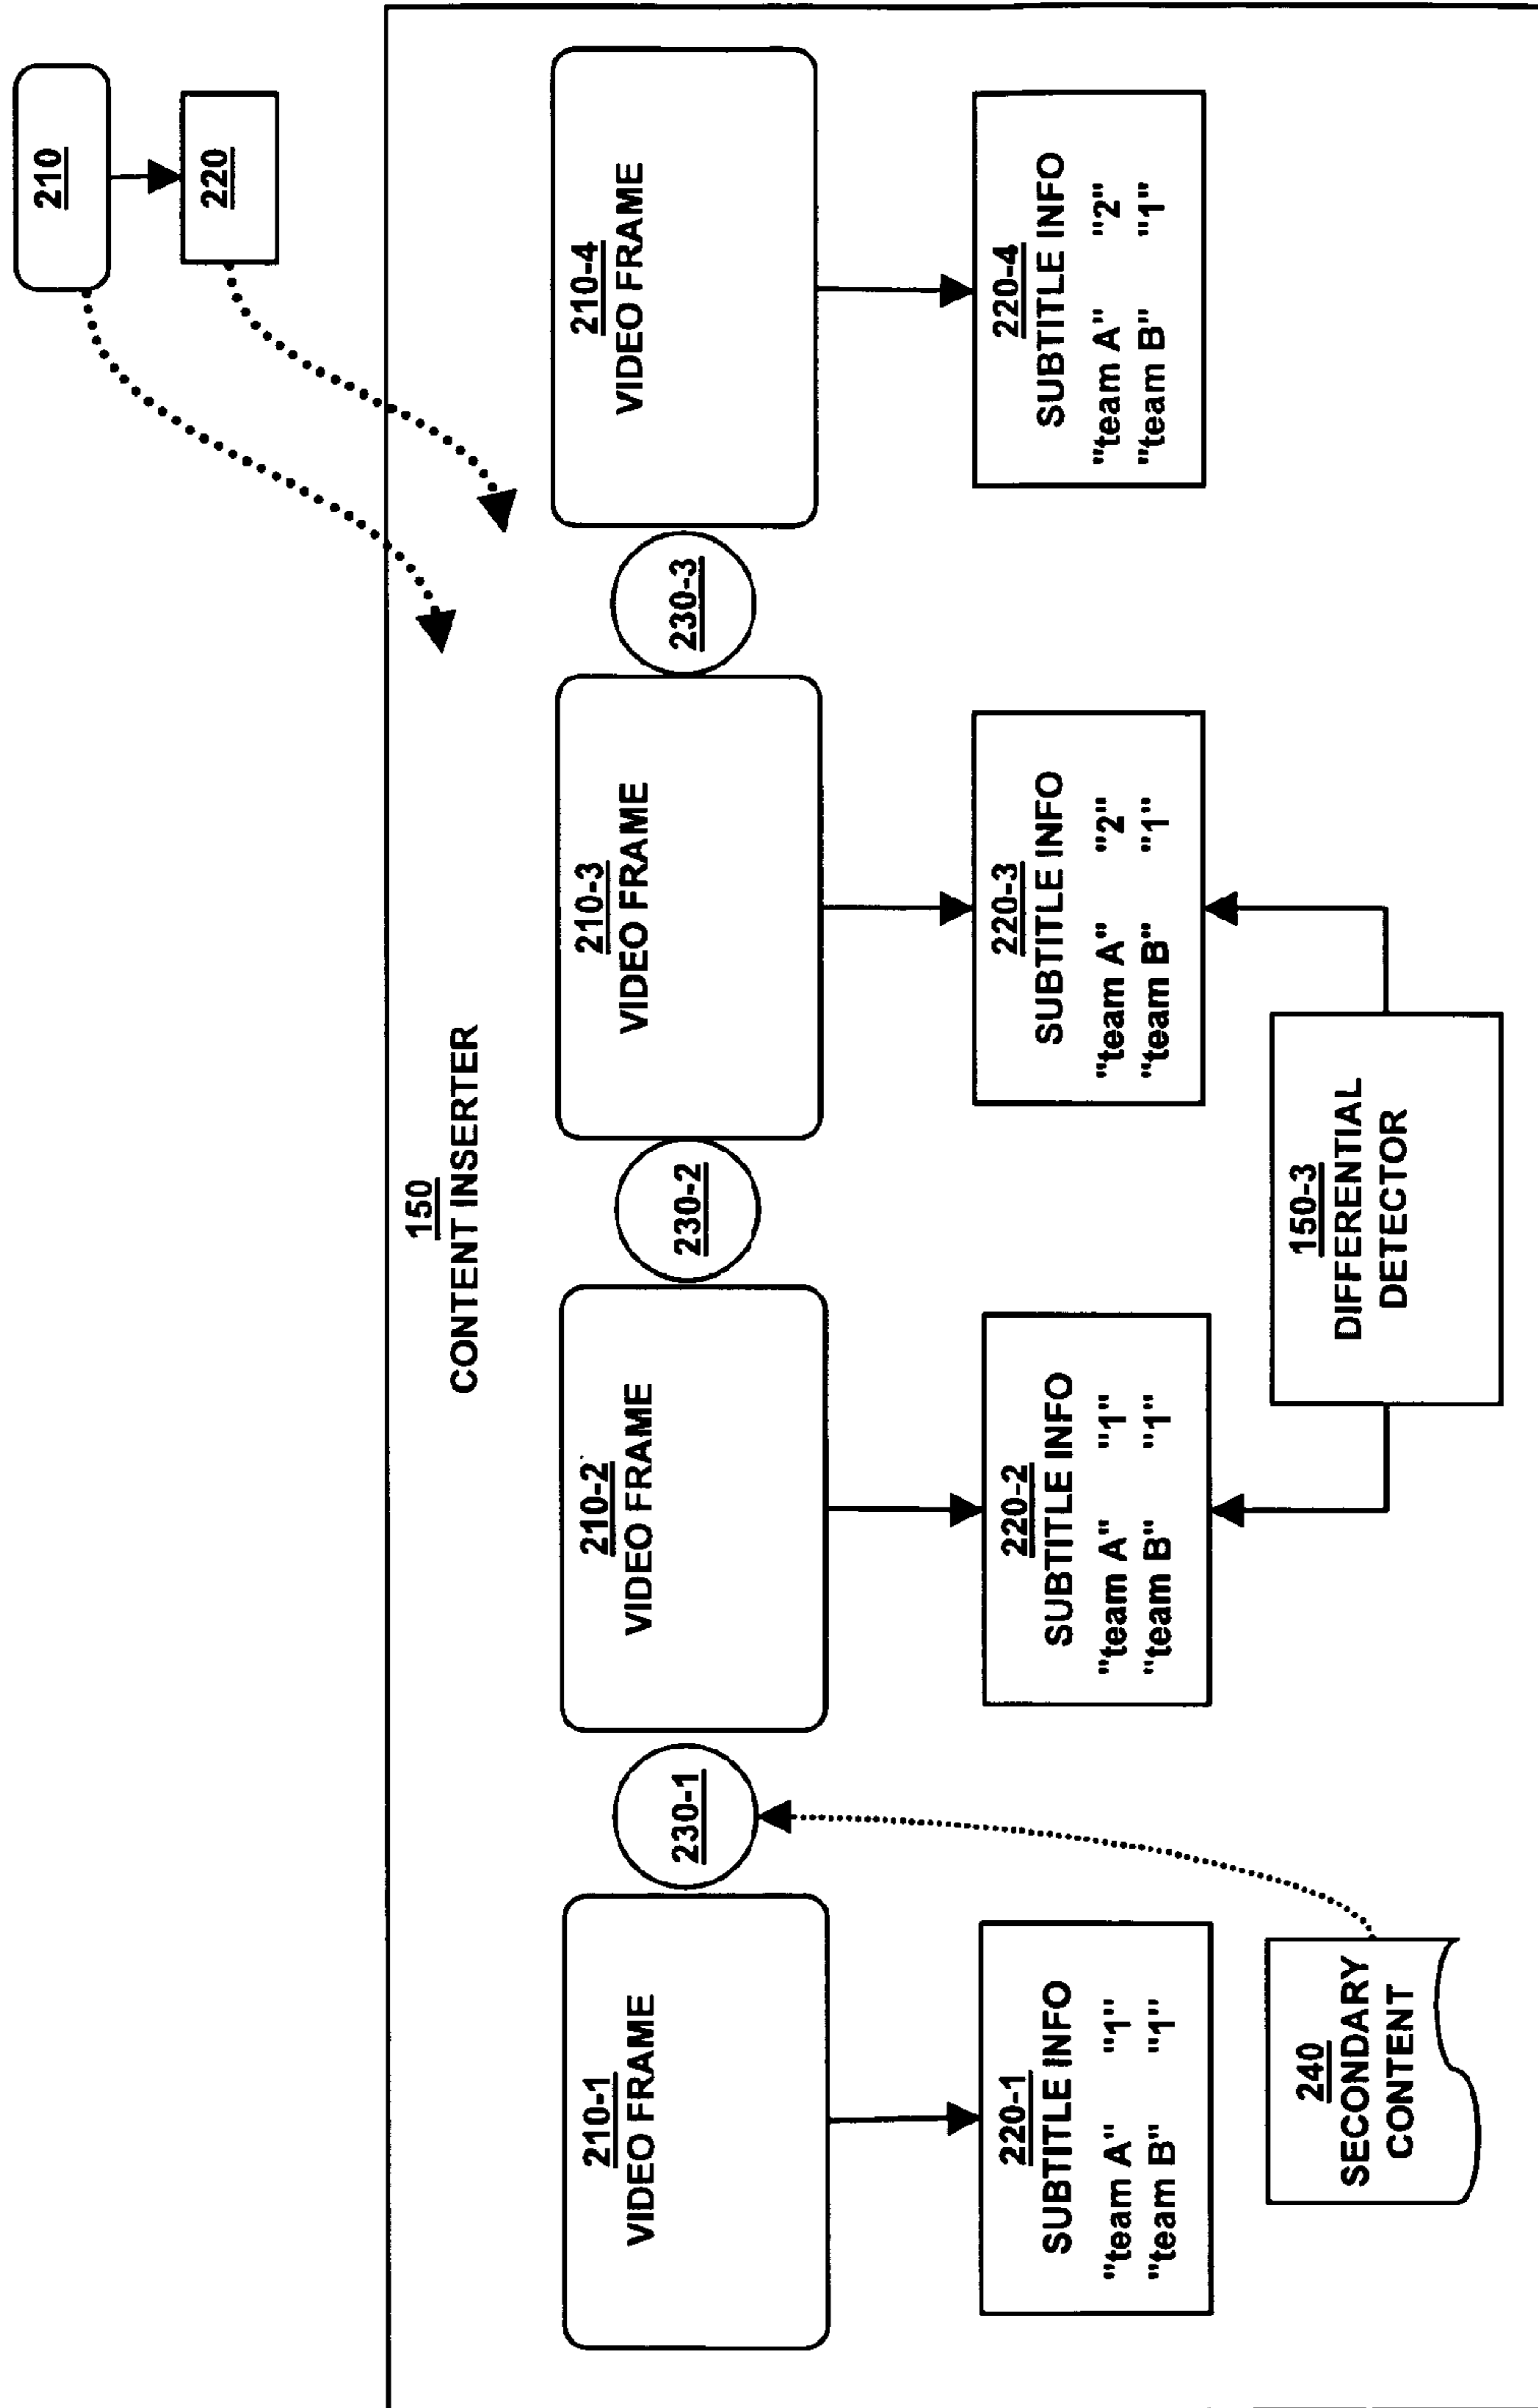 210
220
150
CONTENT INSERTER
210-1
VIDEO FRAME
230-1
210-2
VIDEO FRAME
230-2
210-3
VIDEO FRAME
230-3
210-4
VIDEO FRAME
220-1
SUBTITLE INFO
"team A" "1"
"team B" "1"
220-2
SUBTITLE INFO
"team A" "1"
"team B" "1"
220-3
SUBTITLE INFO
"team A" "2"
"team B" "1"
220-4
SUBTITLE INFO
"team A" "2"
"team B" "1"
240
SECONDARY
CONTENT
150-3
DIFFERENTIAL
DETECTOR